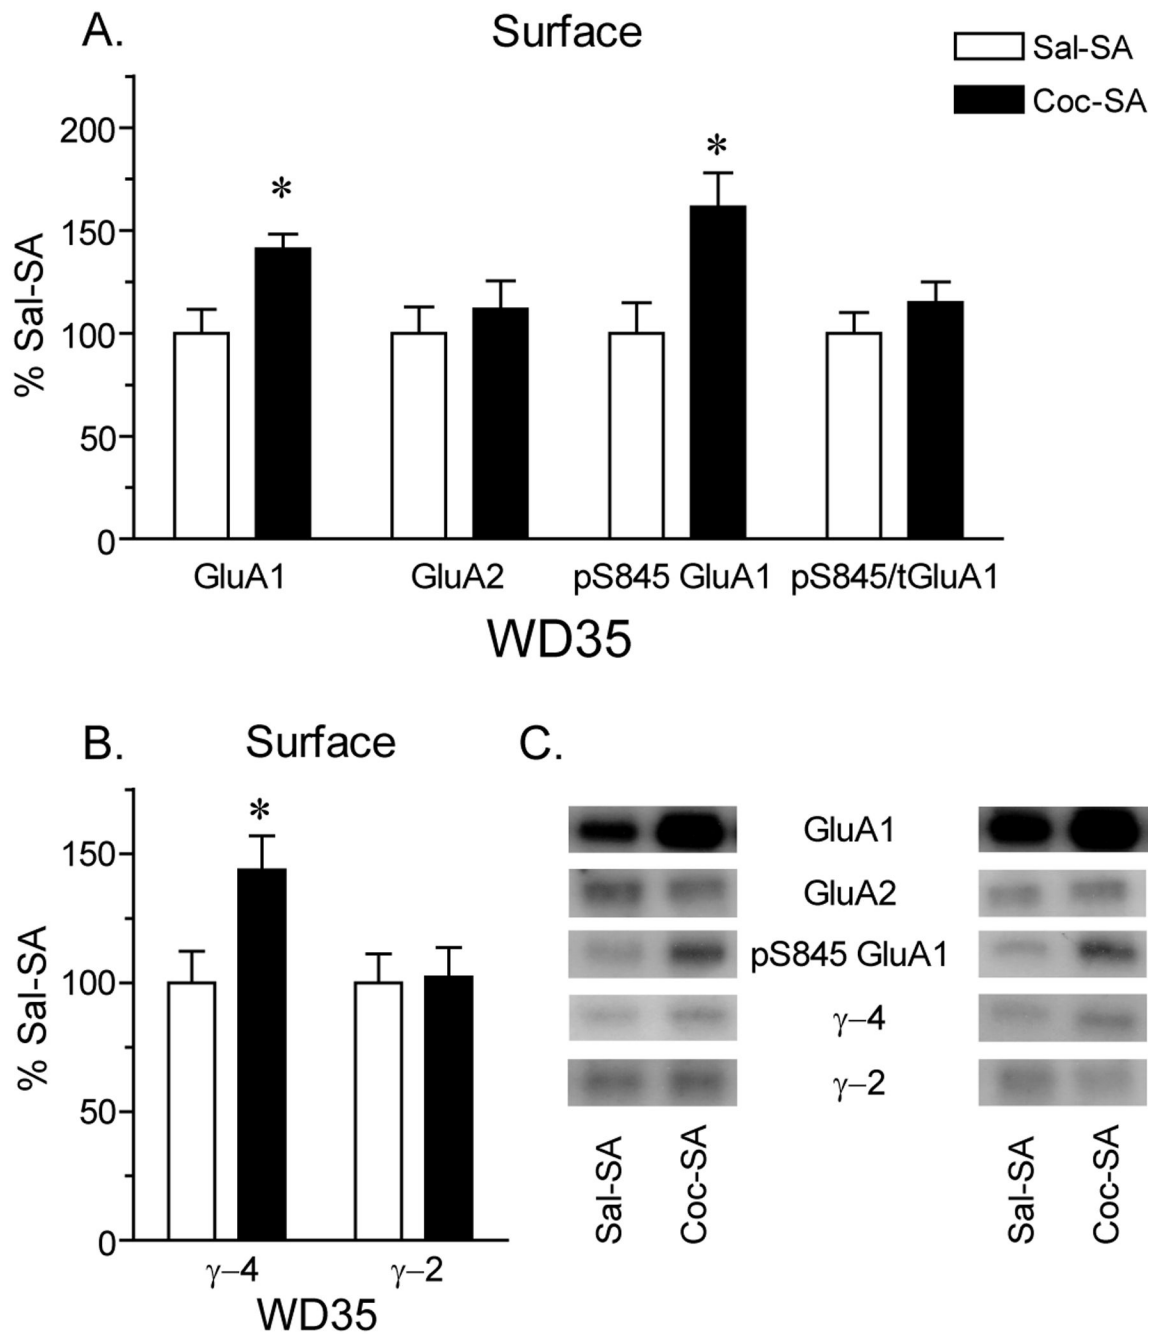 A.
Surface
Sal-SA
Coc-SA
% Sal-SA
200
150
100
50
0
*
*
GluA1 GluA2 pS845 GluA1 pS845/tGluA1
WD35
B.
Surface
% Sal-SA
150
100
50
0
*
γ–4 γ–2
WD35
C.
GluA1
GluA2
pS845 GluA1
γ–4
γ–2
Sal-SA Coc-SA Sal-SA Coc-SA